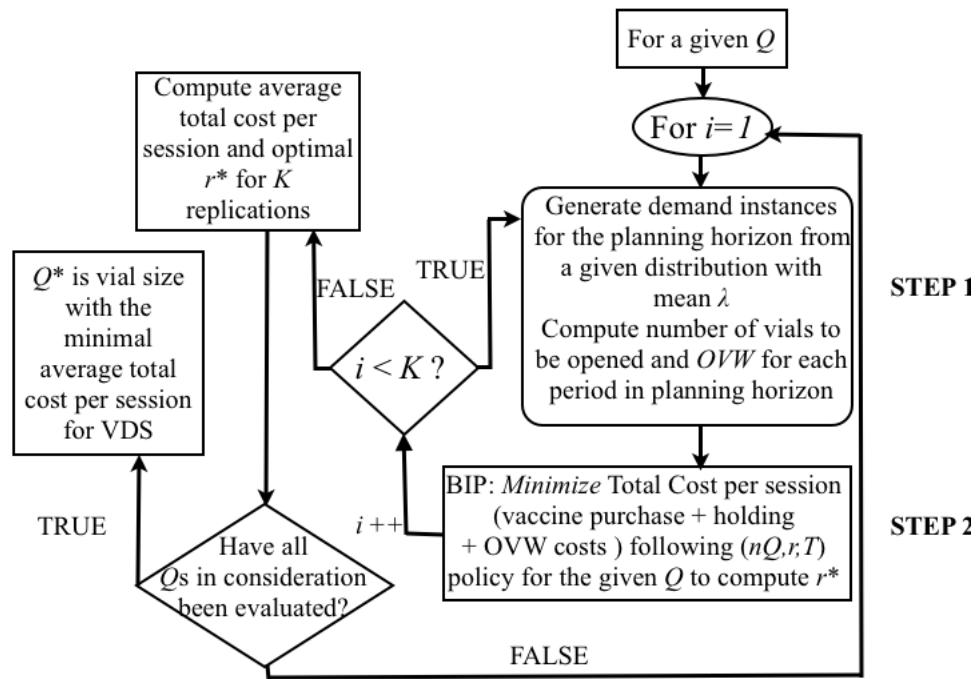 For a given Q
For i=1
Generate demand instances
for the planning horizon from
a given distribution with
mean λ
Compute number of vials to
be opened and OVW for each
period in planning horizon
STEP 1
BIP: Minimize Total Cost per session
(vaccine purchase + holding
+ OVW costs ) following (nQ,r,T)
policy for the given Q to compute r*
STEP 2
i ++
i < K ?
TRUE
FALSE
Compute average
total cost per
session and optimal
r* for K
replications
Have all
Qs in consideration
been evaluated?
TRUE
FALSE
Q* is vial size
with the
minimal
average total
cost per session
for VDS